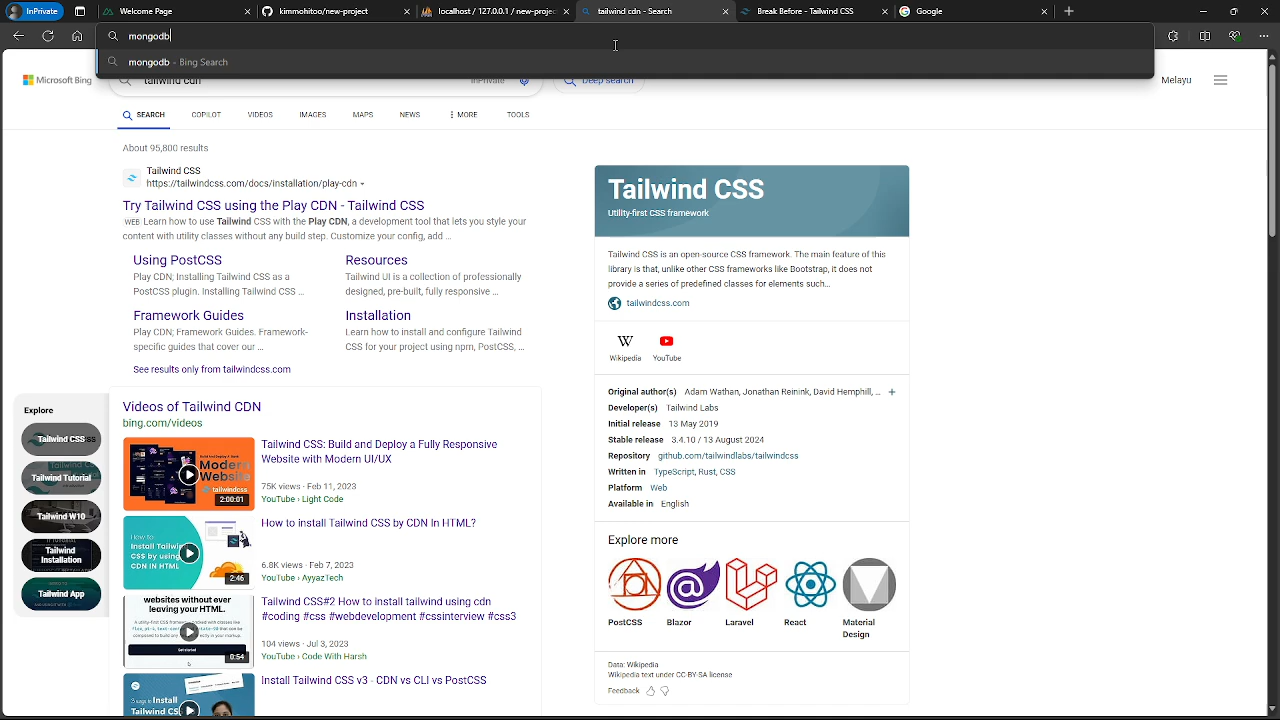 InPrivate
Welcome Page
tailwind cdn - Search
Break Before - Tailwind CSS
Google
mongodb
mongodb - Bing Search
Microsoft Bing
tailwind cdn
InPrivate
Deep search
Melayu
SEARCH
COPILOT
VIDEOS
IMAGES
MAPS
NEWS
MORE
TOOLS
About 95,800 results
Tailwind CSS
https://tailwindcss.com/docs/installation/play-cdn
Try Tailwind CSS using the Play CDN - Tailwind CSS
WEB Learn how to use Tailwind CSS with the Play CDN, a development tool that lets you style your
content with utility classes without any build step. Customize your config, add ...
Using PostCSS
Play CDN; Installing Tailwind CSS as a
PostCSS plugin. Installing Tailwind CSS ...
Resources
Tailwind UI is a collection of professionally
designed, pre-built, fully responsive ...
Framework Guides
Play CDN; Framework Guides. Framework-
specific guides that cover our ...
Installation
Learn how to install and configure Tailwind
CSS for your project using npm, PostCSS, ...
See results only from tailwindcss.com
Explore
Tailwind CSS
Tailwind Tutorial
Tailwind W10
Tailwind
Installation
Tailwind App
Videos of Tailwind CDN
bing.com/videos
Modern
Website
tailwindcss
2:00:01
Tailwind CSS: Build and Deploy a Fully Responsive
Website with Modern UI/UX
75K views · Feb 11, 2023
YouTube › Light Code
How to:
Install Tailwind
CSS by using
CDN IN HTML
2:46
How to install Tailwind CSS by CDN In HTML?
6.8K views · Feb 7, 2023
YouTube › AyyazTech
websites without ever
leaving your HTML.
Get started
0:54
Tailwind CSS#2 How to install tailwind using cdn.
#coding #css #webdevelopment #cssinterview #css3
104 views · Jul 3, 2023
YouTube › Code With Harsh
Install
Install Tailwind CSS v3 - CDN vs CLI vs PostCSS
Tailwind CSS
Utility-first CSS framework
Tailwind CSS is an open-source CSS framework. The main feature of this
library is that, unlike other CSS frameworks like Bootstrap, it does not
provide a series of predefined classes for elements such...
tailwindcss.com
W
Wikipedia
YouTube
Original author(s) Adam Wathan, Jonathan Reinink, David Hemphill, ...
Developer(s) Tailwind Labs
Initial release 13 May 2019
Stable release 3.4.10 / 13 August 2024
Repository github.com/tailwindlabs/tailwindcss
Written in TypeScript, Rust, CSS
Platform Web
Available in English
Explore more
PostCSS
Blazor
Laravel
React
Material
Design
Data: Wikipedia
Wikipedia text under CC-BY-SA license
Feedback